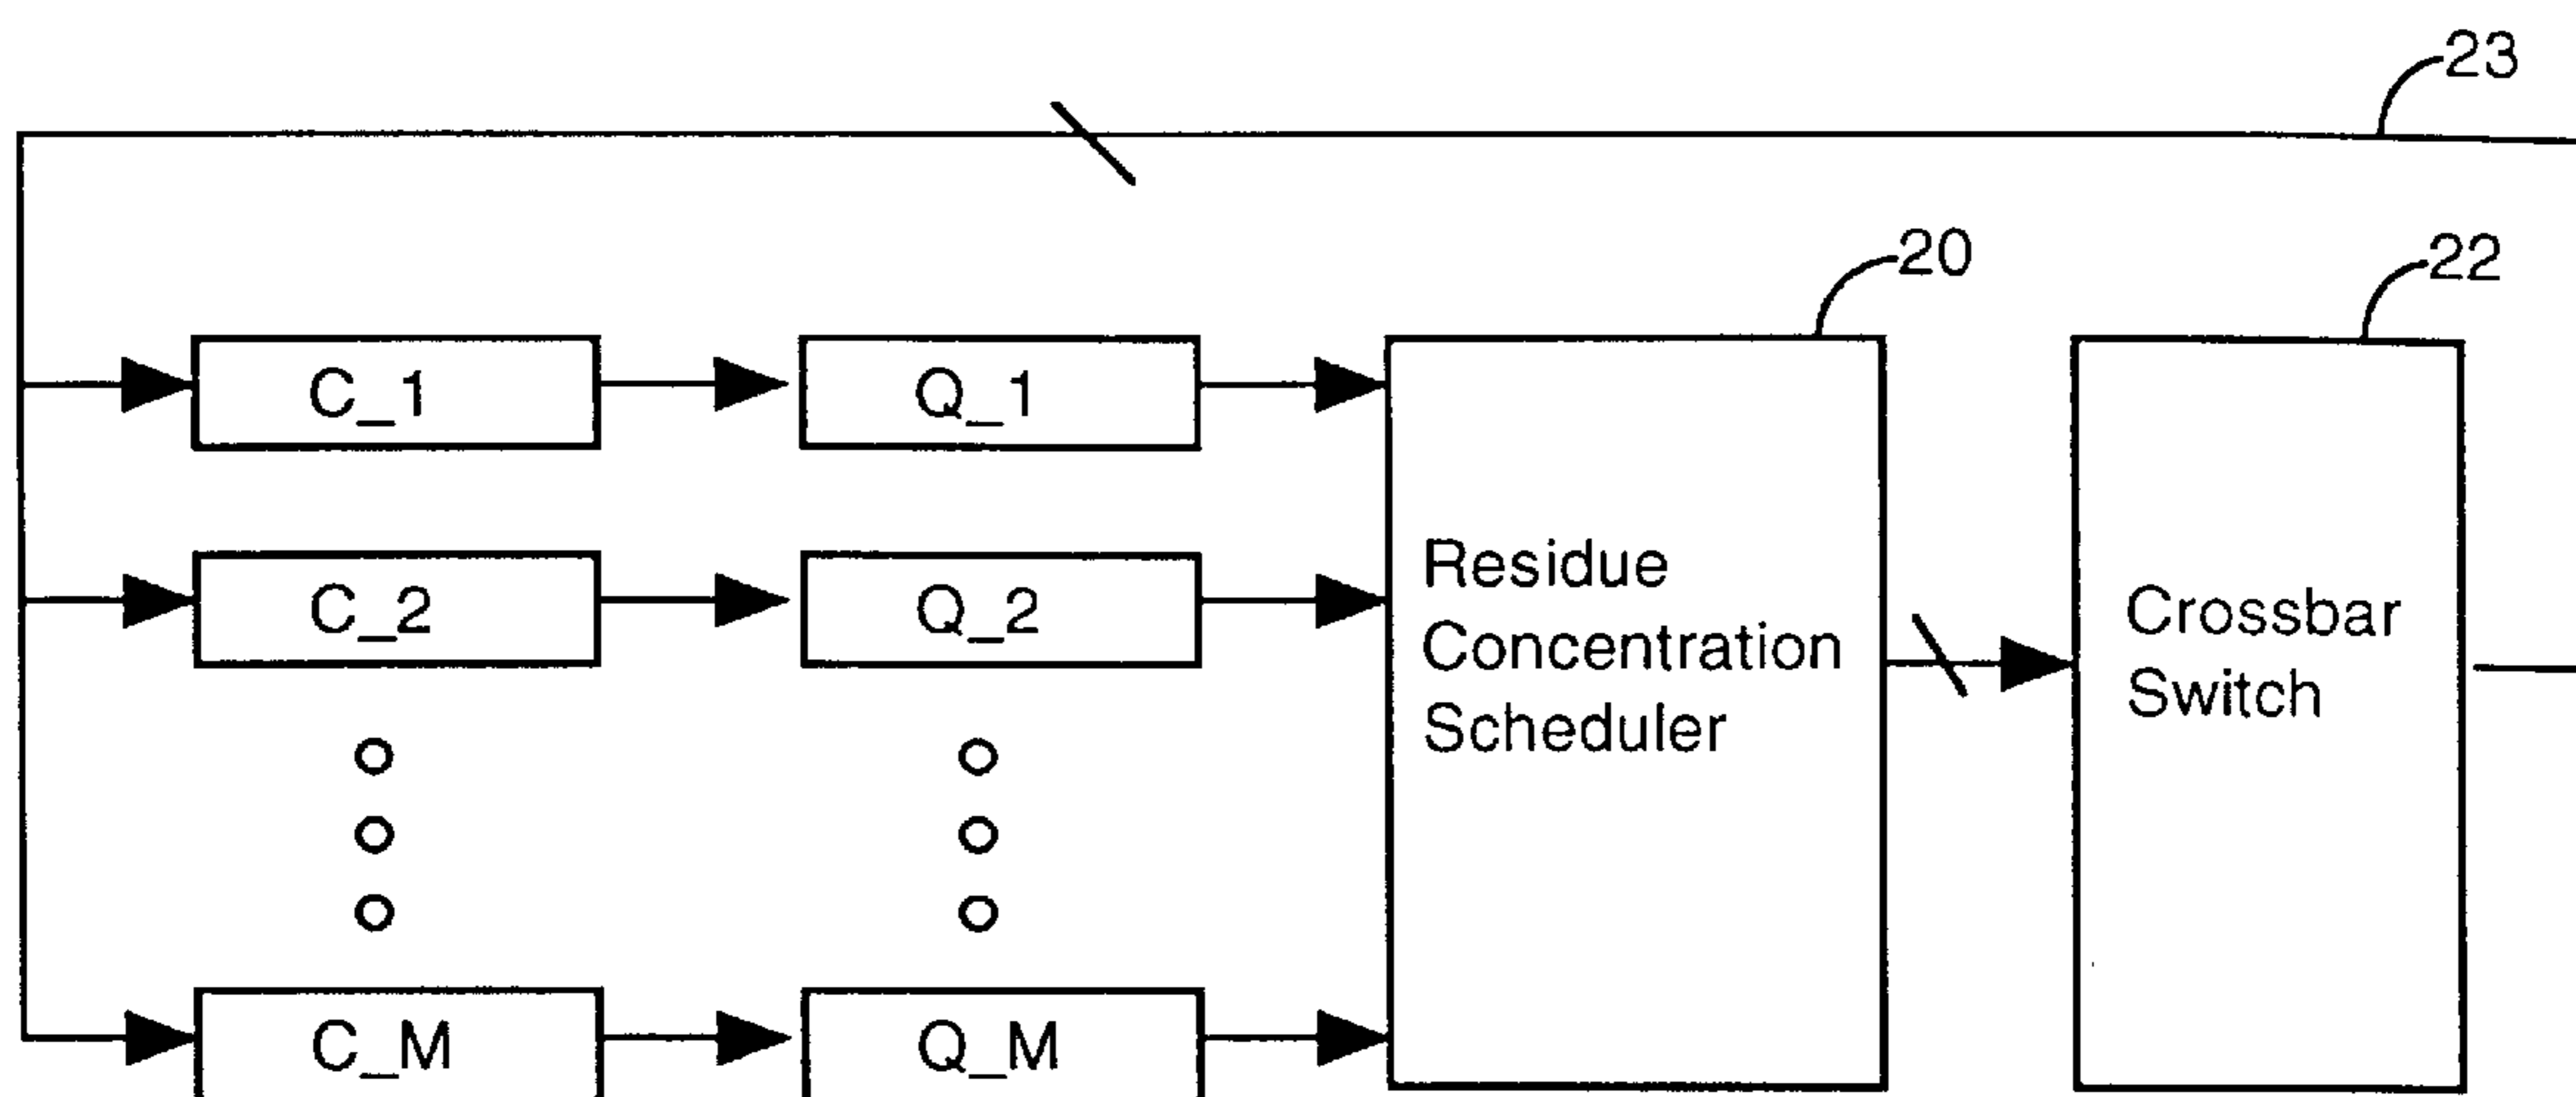 23
20
22
C_1
Q_1
C_2
Q_2
Residue
Concentration
Scheduler
Crossbar
Switch
C_M
Q_M